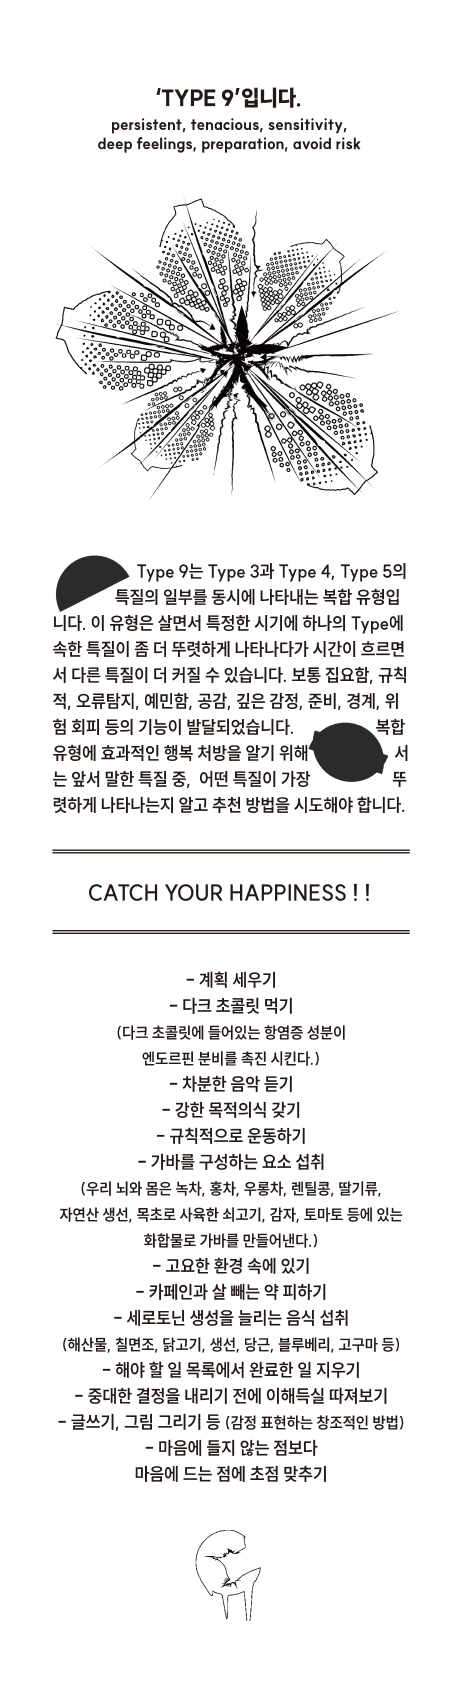 ‘TYPE 9’입니다.
persistent, tenacious, sensitivity,
deep feelings, preparation, avoid risk
Type 9는 Type 3과 Type 4, Type 5의
특질의 일부를 동시에 나타내는 복합 유형입
니다. 이 유형은 살면서 특정한 시기에 하나의 Type에
속한 특질이 좀 더 뚜렷하게 나타나다가 시간이 흐르면
서 다른 특질이 더 커질 수 있습니다. 보통 집요함, 규칙
적, 오류탐지, 예민함, 공감, 깊은 감정, 준비, 경계, 위
험 회피 등의 기능이 발달되었습니다. 복합
유형에 효과적인 행복 처방을 알기 위해 서
는 앞서 말한 특질 중, 어떤 특질이 가장 뚜
렷하게 나타나는지 알고 추천 방법을 시도해야 합니다.
CATCH YOUR HAPPINESS ! !
- 계획 세우기
- 다크 초콜릿 먹기
(다크 초콜릿에 들어있는 항염증 성분이
엔도르핀 분비를 촉진 시킨다.)
- 차분한 음악 듣기
- 강한 목적의식 갖기
- 규칙적으로 운동하기
- 가바를 구성하는 요소 섭취
(우리 뇌와 몸은 녹차, 홍차, 우롱차, 렌틸콩, 딸기류,
자연산 생선, 목초로 사육한 쇠고기, 감자, 토마토 등에 있는
화합물로 가바를 만들어낸다.)
- 고요한 환경 속에 있기
- 카페인과 살 빼는 약 피하기
- 세로토닌 생성을 늘리는 음식 섭취
(해산물, 칠면조, 닭고기, 생선, 당근, 블루베리, 고구마 등)
- 해야 할 일 목록에서 완료한 일 지우기
- 중대한 결정을 내리기 전에 이해득실 따져보기
- 글쓰기, 그림 그리기 등 (감정 표현하는 창조적인 방법)
- 마음에 들지 않는 점보다
마음에 드는 점에 초점 맞추기